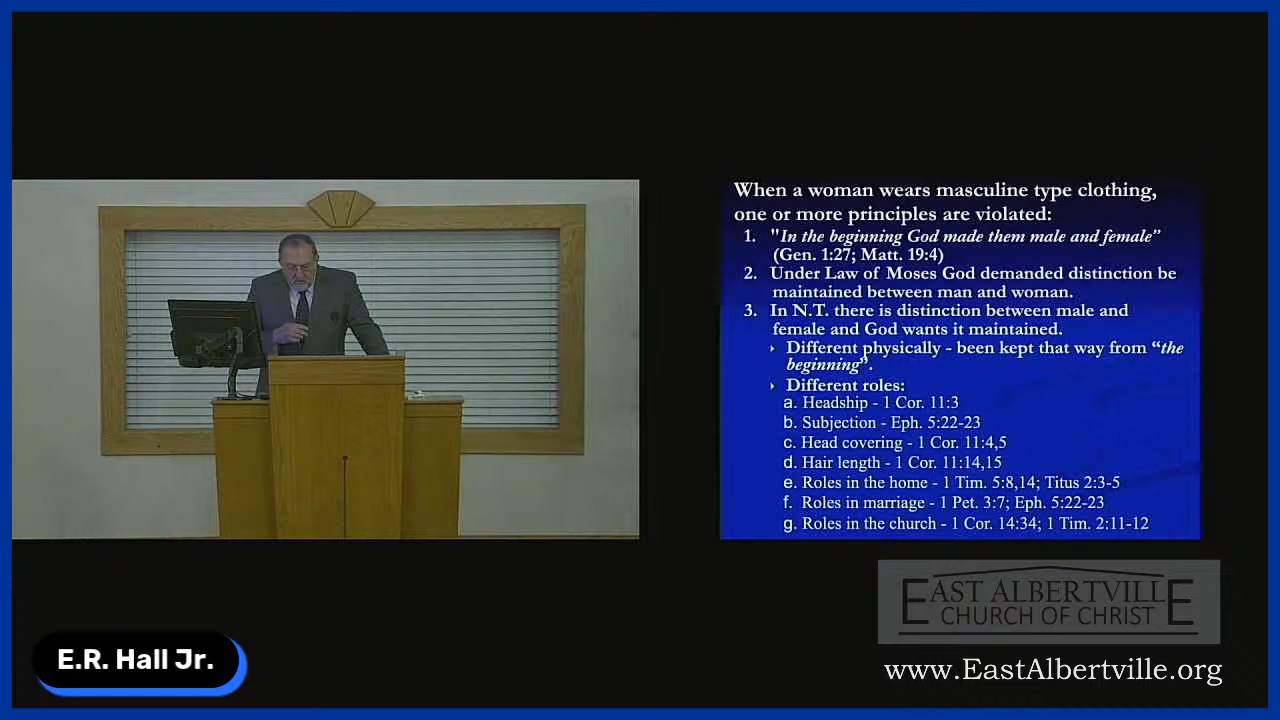 When a woman wears masculine type clothing,
one or more principles are violated:
1. "In the beginning God made them male and female”
(Gen. 1:27; Matt. 19:4)
2. Under Law of Moses God demanded distinction be
maintained between man and woman.
3. In N.T. there is distinction between male and
female and God wants it maintained.
Different physically - been kept that way from “the
beginning”.
Different roles:
a. Headship - 1 Cor. 11:3
b. Subjection - Eph. 5:22-23
c. Head covering - 1 Cor. 11:4,5
d. Hair length - 1 Cor. 11:14,15
e. Roles in the home - 1 Tim. 5:8,14; Titus 2:3-5
f. Roles in marriage - 1 Pet. 3:7; Eph. 5:22-23
g. Roles in the church - 1 Cor. 14:34; 1 Tim. 2:11-12
EAST ALBERTVILLE
CHURCH OF CHRIST
E.R. Hall Jr.
www.EastAlbertville.org